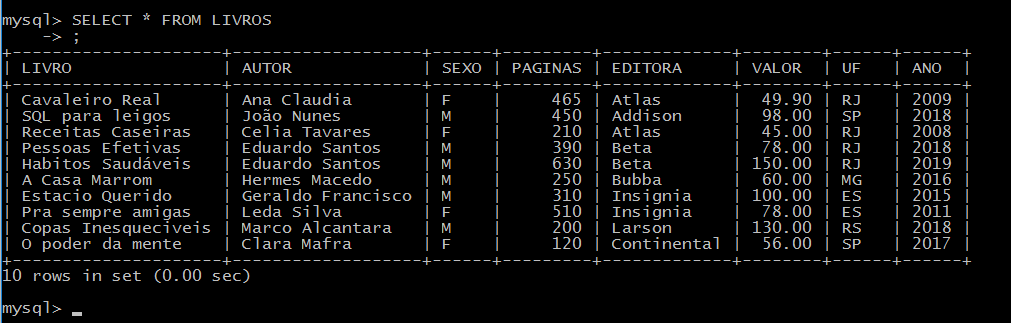 mysql> SELECT * FROM LIVROS
    -> ;
+--------------------+-------------------+------+---------+-------------+--------+----+------+
| LIVRO              | AUTOR             | SEXO | PAGINAS | EDITORA     | VALOR  | UF | ANO  |
+--------------------+-------------------+------+---------+-------------+--------+----+------+
| Cavaleiro Real     | Ana Claudia       | F    |     465 | Atlas       |  49.90 | RJ | 2009 |
| SQL para leigos    | João Nunes        | M    |     450 | Addison     |  98.00 | SP | 2018 |
| Receitas Caseiras  | Celia Tavares     | F    |     210 | Atlas       |  45.00 | RJ | 2008 |
| Pessoas Efetivas   | Eduardo Santos    | M    |     390 | Beta        |  78.00 | RJ | 2018 |
| Habitos Saudáveis  | Eduardo Santos    | M    |     630 | Beta        | 150.00 | RJ | 2019 |
| A Casa Marrom      | Hermes Macedo     | M    |     250 | Bubba       |  60.00 | MG | 2016 |
| Estacio Querido    | Geraldo Francisco | M    |     310 | Insignia    | 100.00 | ES | 2015 |
| Pra sempre amigas  | Leda Silva        | F    |     510 | Insignia    |  78.00 | ES | 2011 |
| Copas Inesqueciveis | Marco Alcantara   | M    |     200 | Larson      | 130.00 | RS | 2018 |
| O poder da mente   | Clara Mafra       | F    |     120 | Continental |  56.00 | SP | 2017 |
+--------------------+-------------------+------+---------+-------------+--------+----+------+
10 rows in set (0.00 sec)
mysql> _